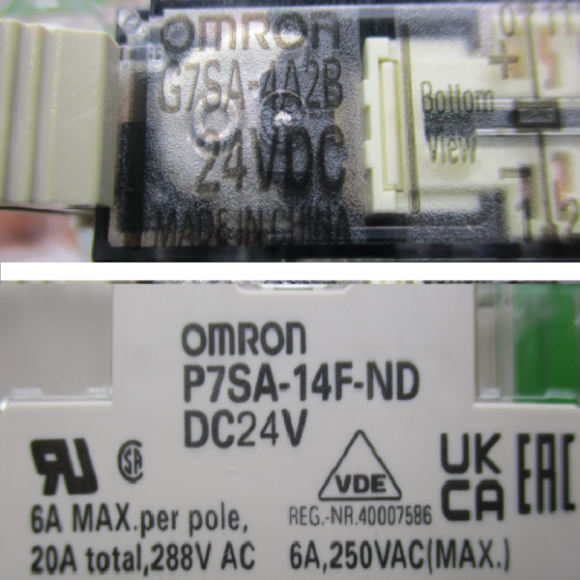 OMRON
G7SA-4A2B
24VDC
MADE IN CHINA
Bottom
View
+
-
OMRON
P7SA-14F-ND
DC24V
VDE
REG.-NR.40007586
UK
CA
EAC
6A MAX.per pole,
20A total,288V AC
6A,250VAC(MAX.)